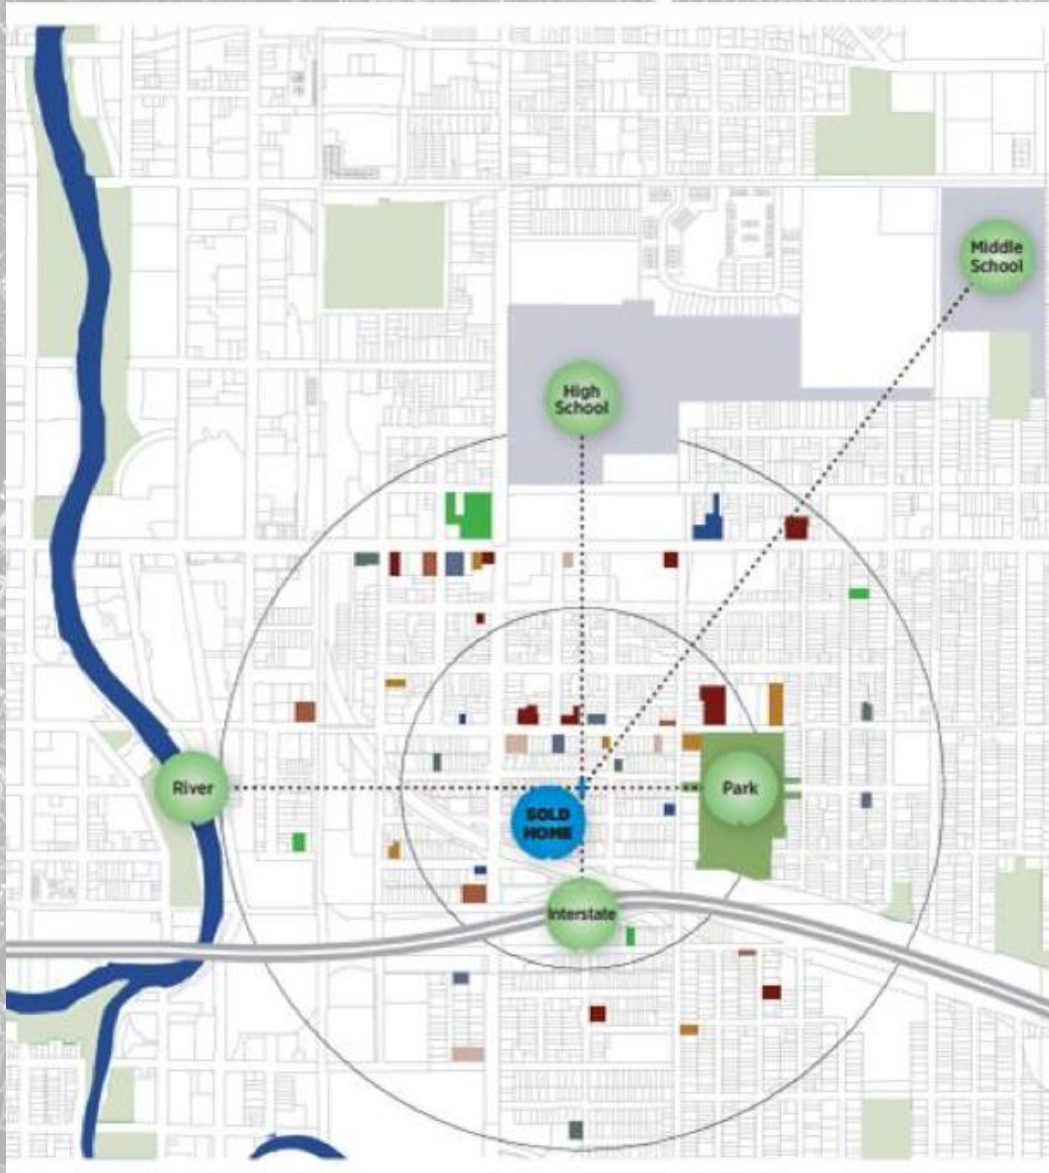 Middle
School
High
School
River
Park
SOLD
HOME
Interstate